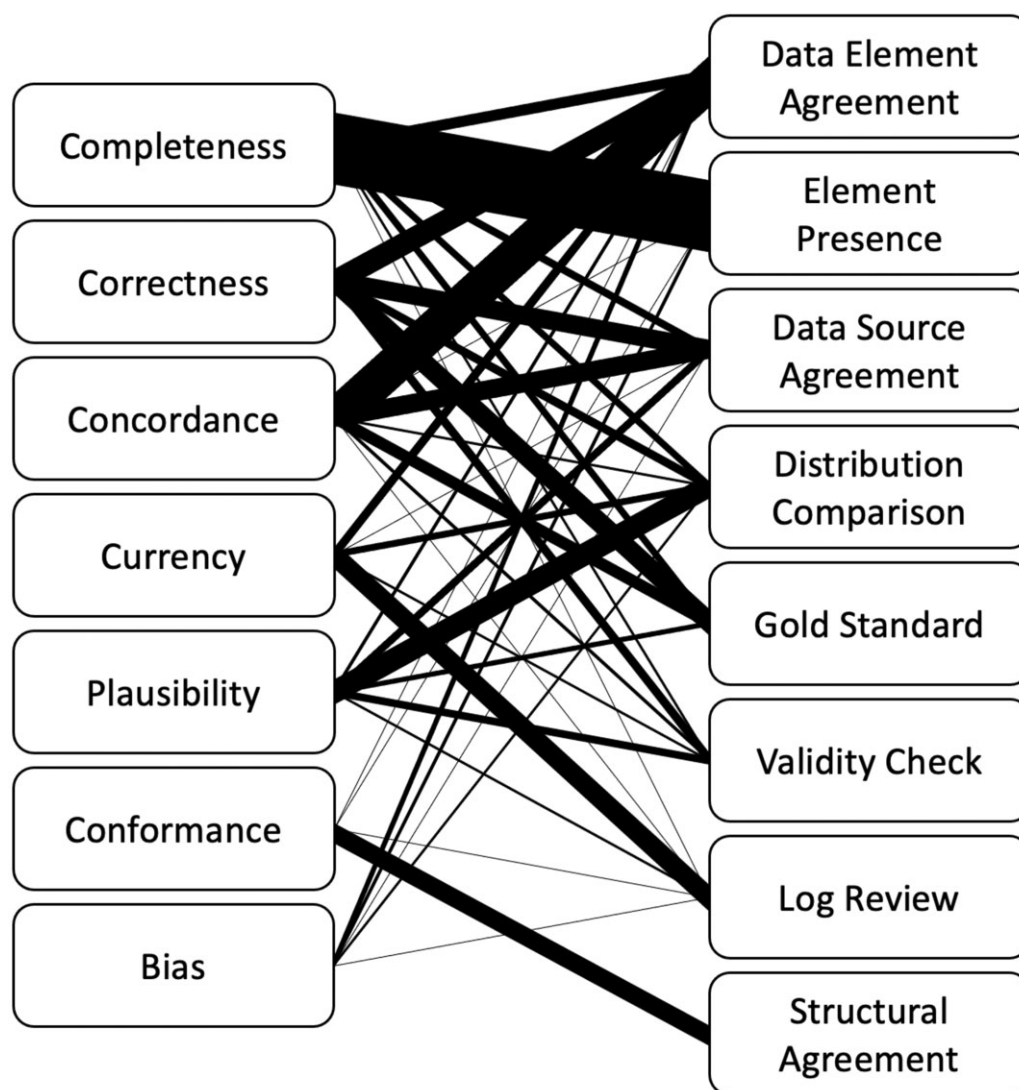 Completeness
Correctness
Concordance
Currency
Plausibility
Conformance
Bias
Data Element
Agreement
Element
Presence
Data Source
Agreement
Distribution
Comparison
Gold Standard
Validity Check
Log Review
Structural
Agreement